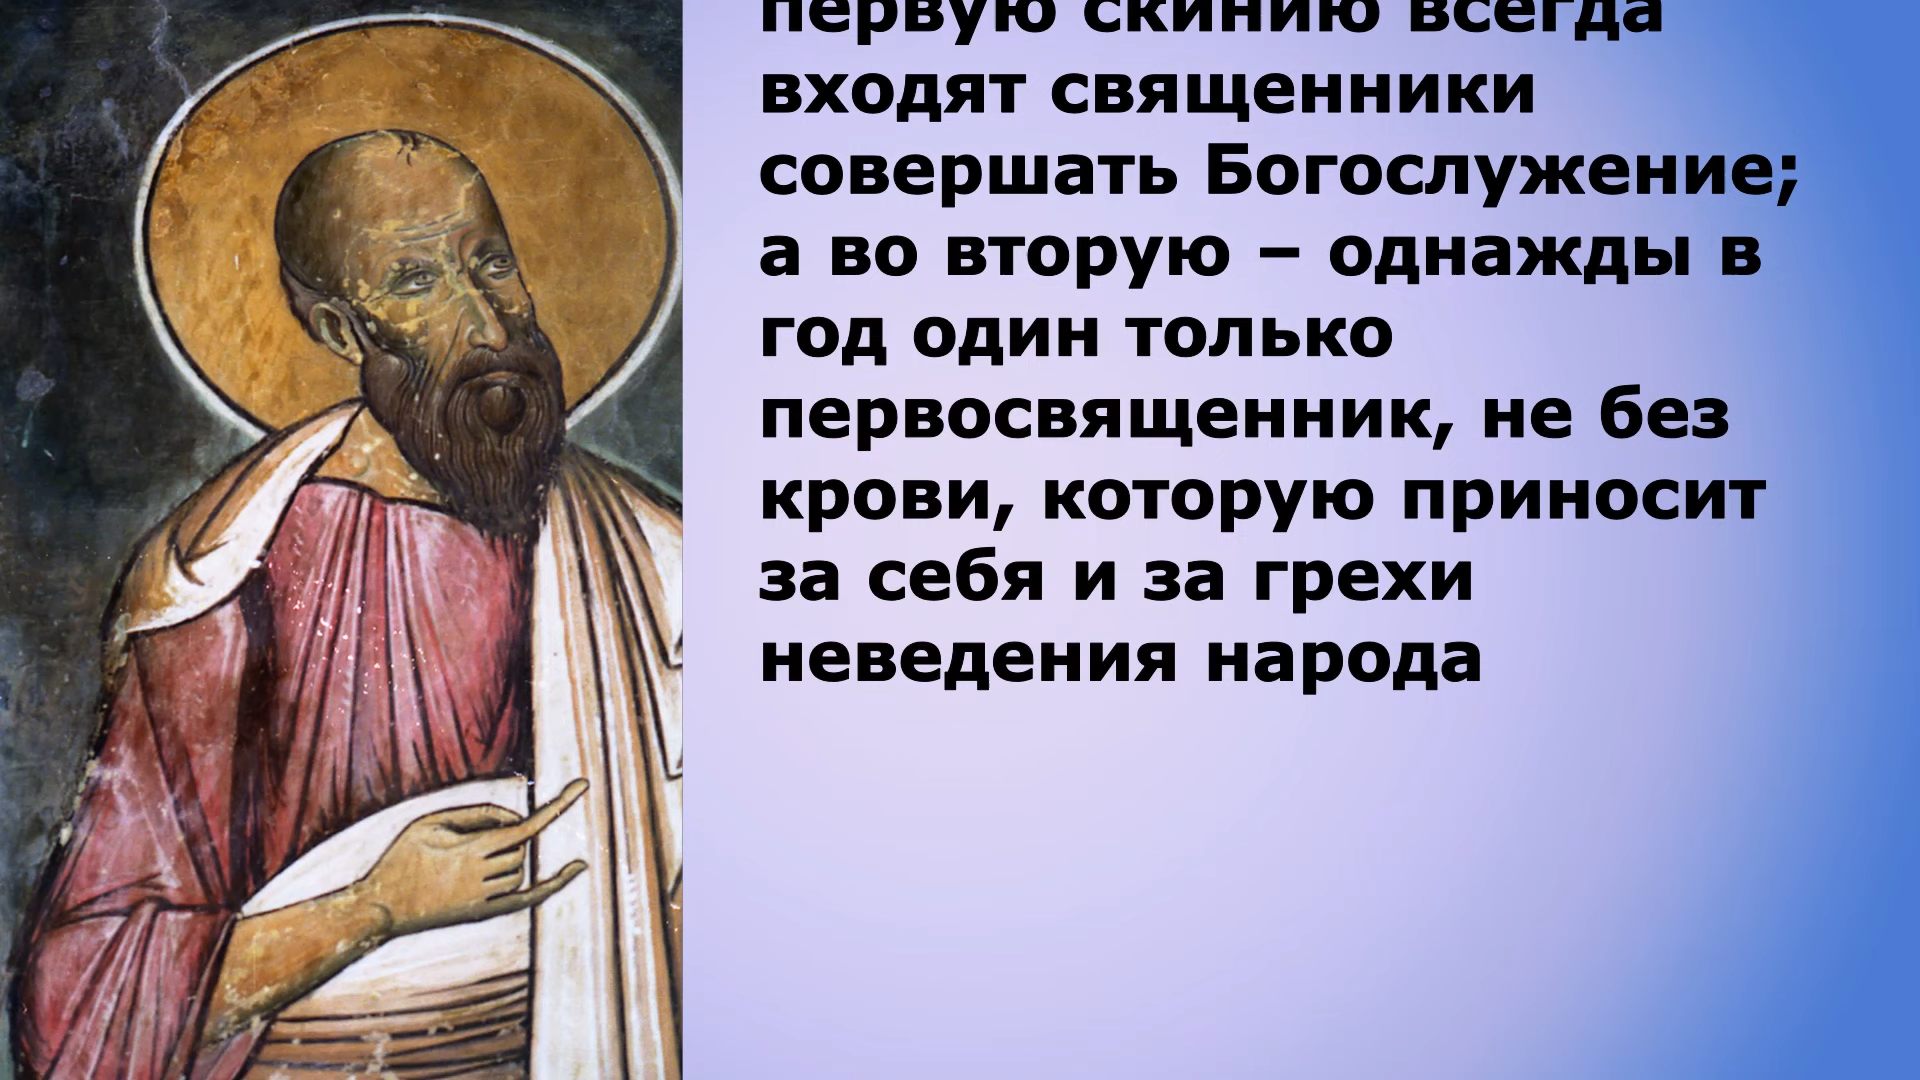 первую скинию всегда
входят священники
совершать Богослужение;
а во вторую – однажды в
год один только
первосвященник, не без
крови, которую приносит
за себя и за грехи
неведения народа